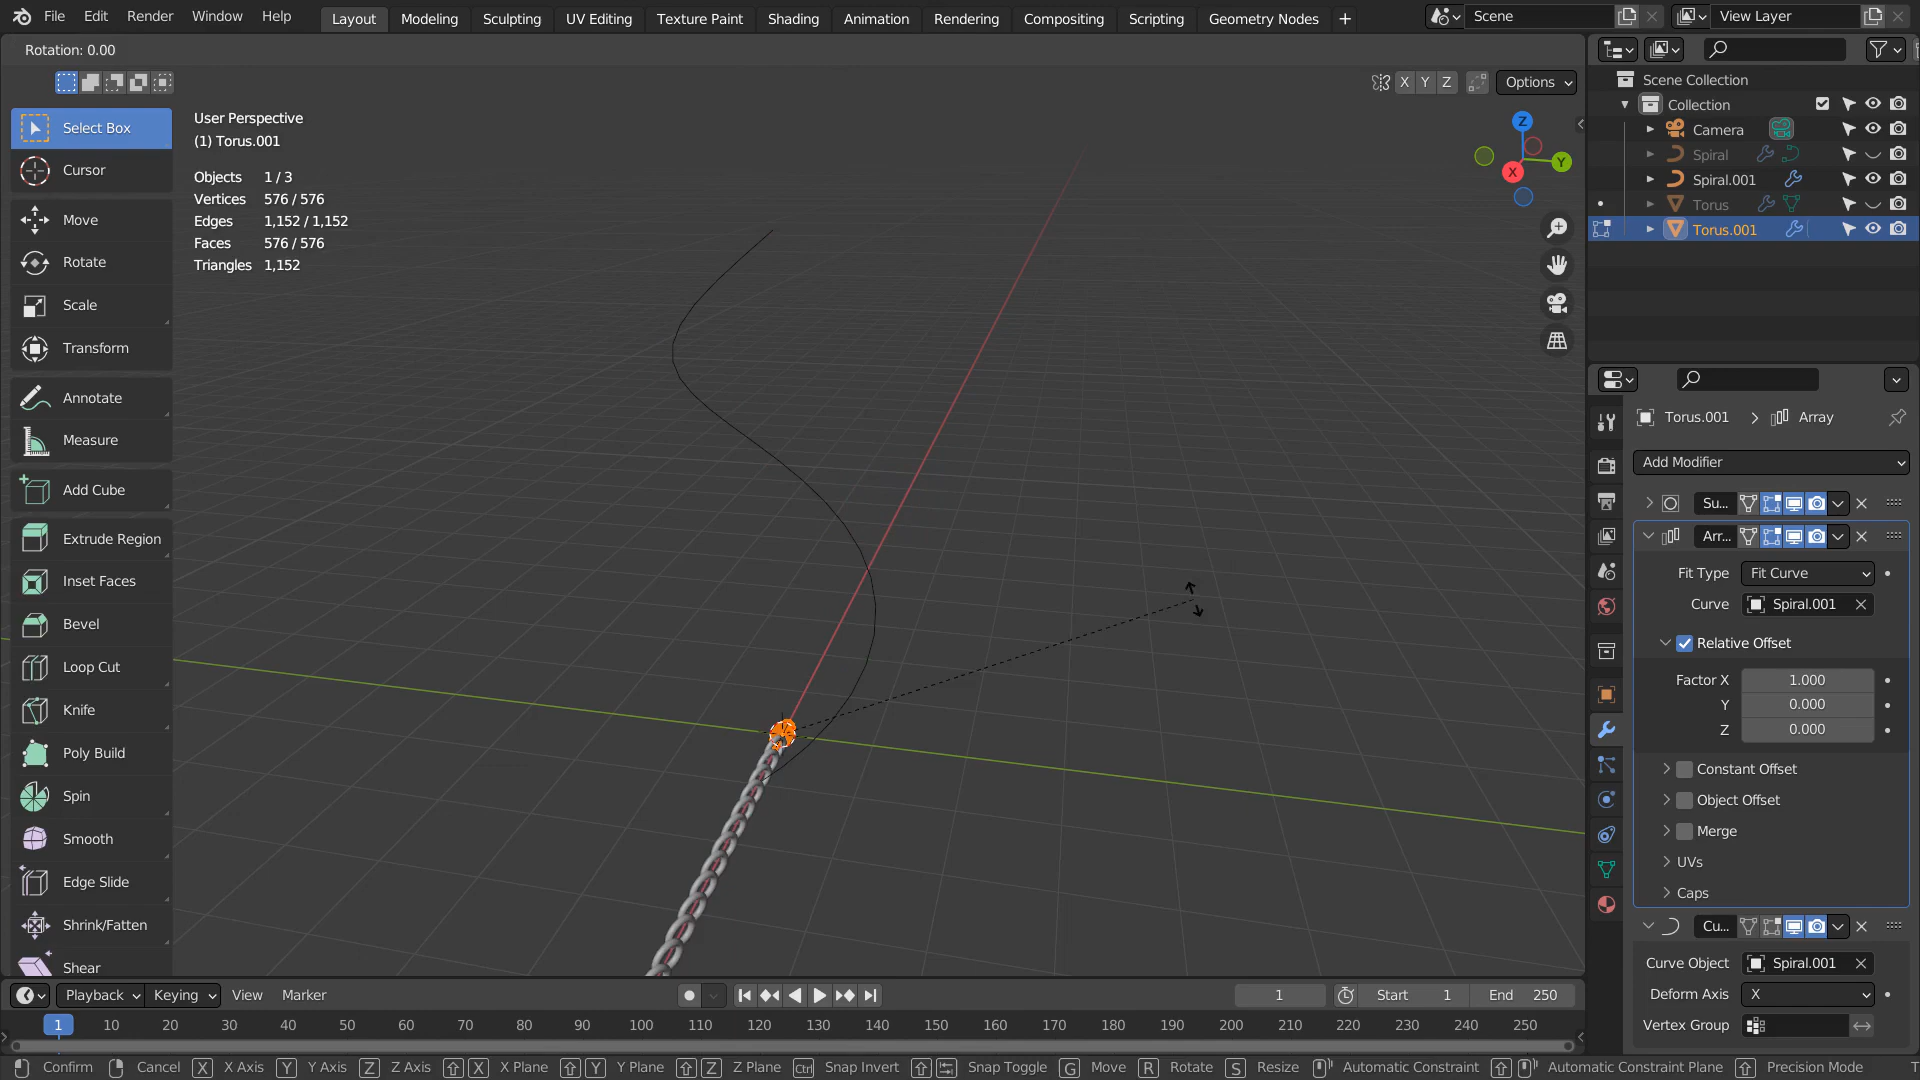 File Edit Render Window Help Layout Modeling Sculpting UV Editing Texture Paint Shading Animation Rendering Compositing Scripting Geometry Nodes + Scene View Layer
Rotation: 0.00
X Y Z Options
User Perspective
(1) Torus.001
Objects 1 / 3
Vertices 576 / 576
Edges 1,152 / 1,152
Faces 576 / 576
Triangles 1,152
Select Box
Cursor
Move
Rotate
Scale
Transform
Annotate
Measure
Add Cube
Extrude Region
Inset Faces
Bevel
Loop Cut
Knife
Poly Build
Spin
Smooth
Edge Slide
Shrink/Fatten
Shear
Z
Y
X
Scene Collection
Collection
Camera
Spiral
Spiral.001
Torus
Torus.001
Torus.001 > Array
Add Modifier
Su...
Arr...
Fit Type Fit Curve
Curve Spiral.001
Relative Offset
Factor X 1.000
Y 0.000
Z 0.000
Constant Offset
Object Offset
Merge
UVs
Caps
Cu...
Curve Object Spiral.001
Deform Axis X
Vertex Group
Playback Keying View Marker 1 Start 1 End 250
1 10 20 30 40 50 60 70 80 90 100 110 120 130 140 150 160 170 180 190 200 210 220 230 240 250
Confirm Cancel X X Axis Y Y Axis Z Z Axis X X Plane Y Y Plane Z Z Plane Ctrl Snap Invert Snap Toggle G Move R Rotate S Resize Automatic Constraint Automatic Constraint Plane Precision Mode